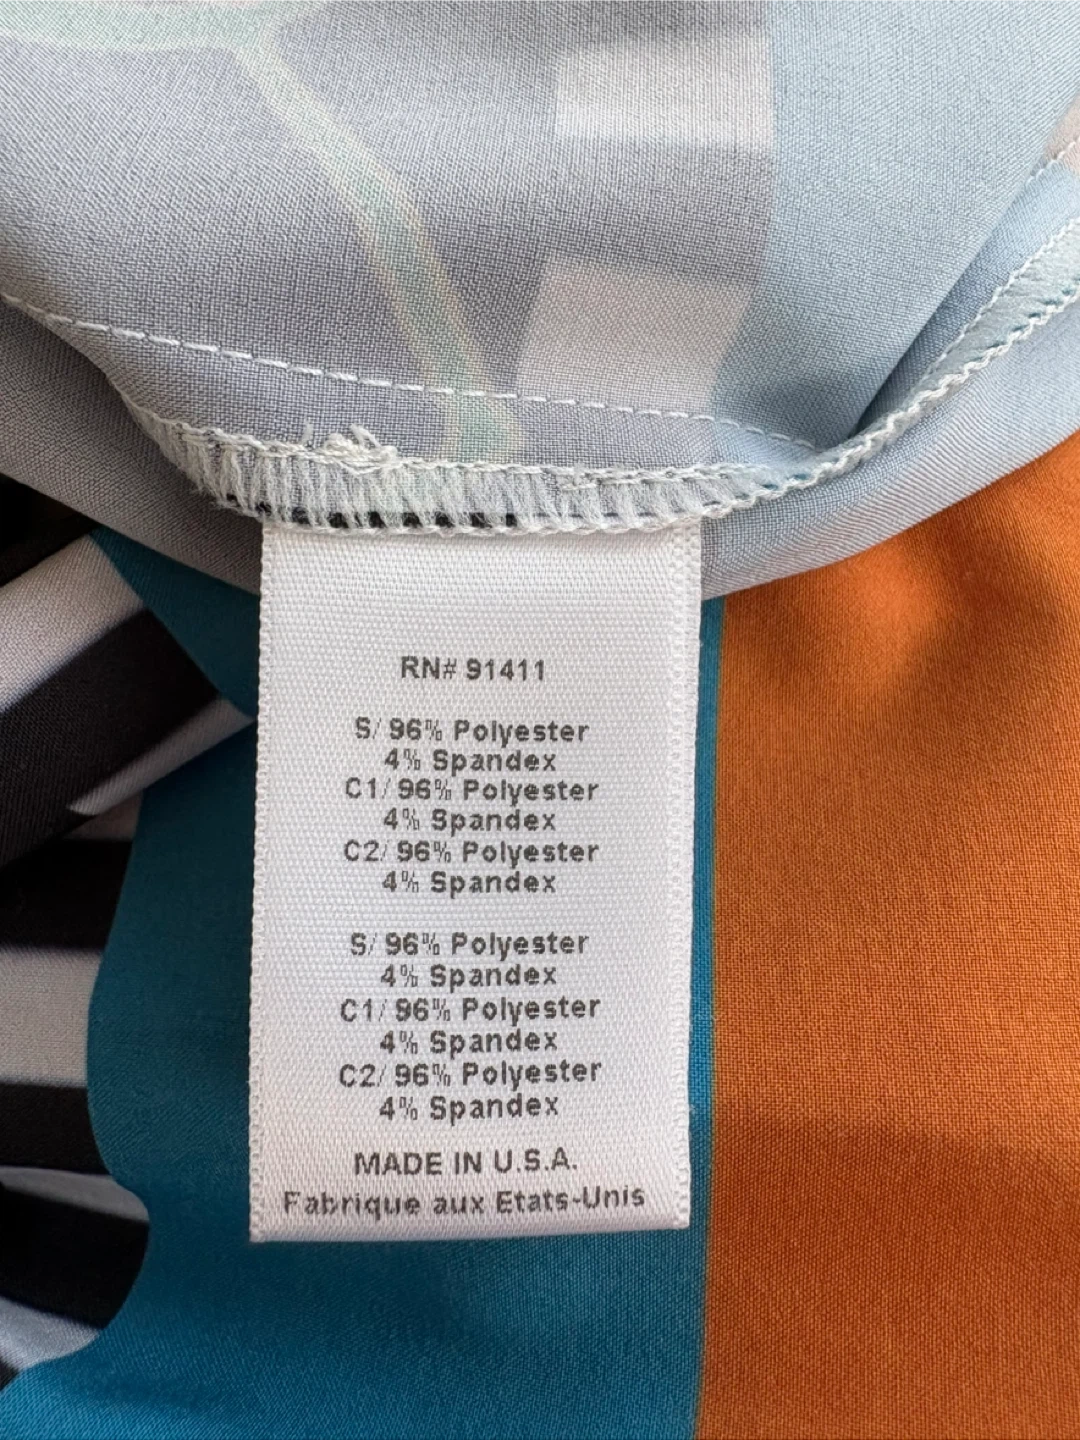 RN# 91411
S/ 96% Polyester
4% Spandex
C1/ 96% Polyester
4% Spandex
C2/ 96% Polyester
4% Spandex
S/ 96% Polyester
4% Spandex
C1/ 96% Polyester
4% Spandex
C2/ 96% Polyester
4% Spandex
MADE IN U.S.A.
Fabrique aux Etats-Unis